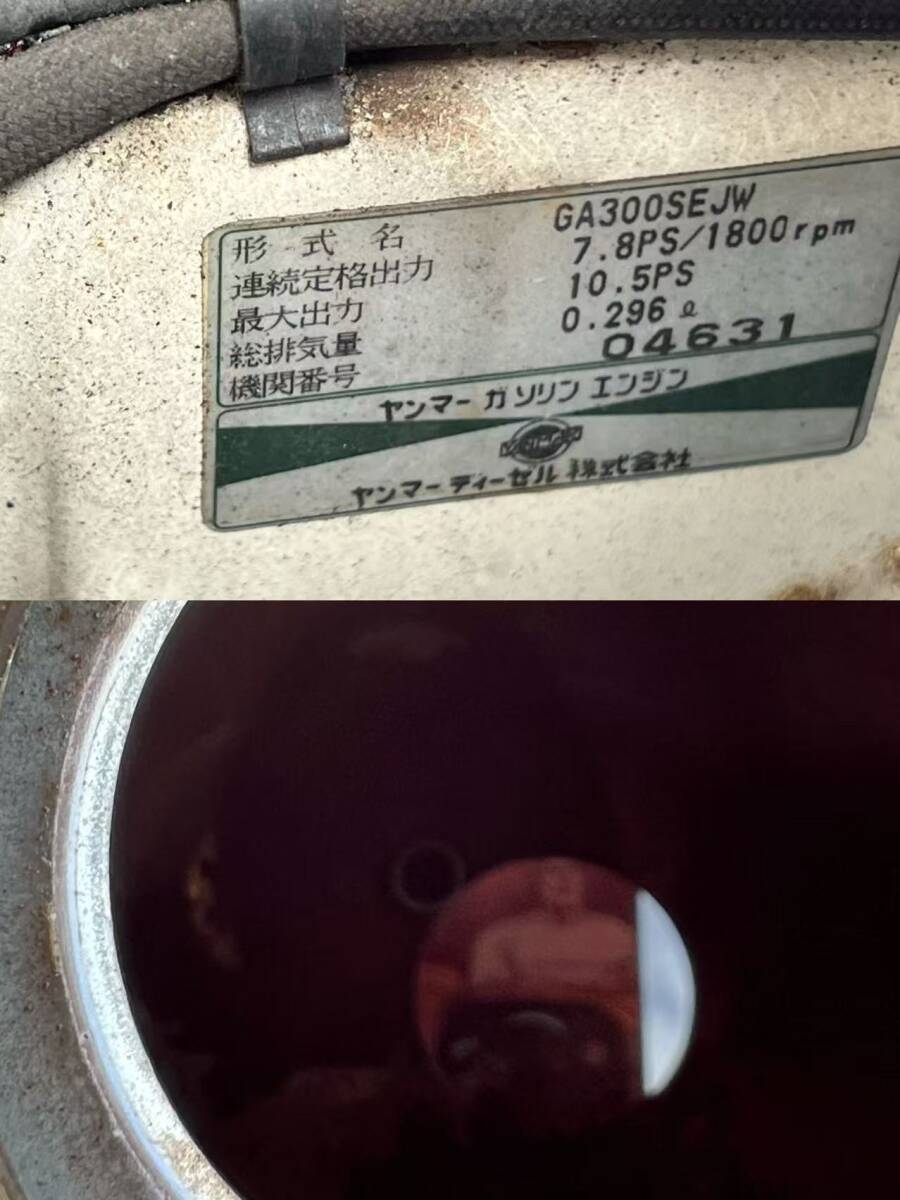 形式名 GA300SEJW
連続定格出力 7.8PS/1800rpm
最大出力 10.5PS
総排気量 0.296ℓ
機関番号 04631
ヤンマー ガソリン エンジン
YANMAR
ヤンマーディーゼル 株式会社